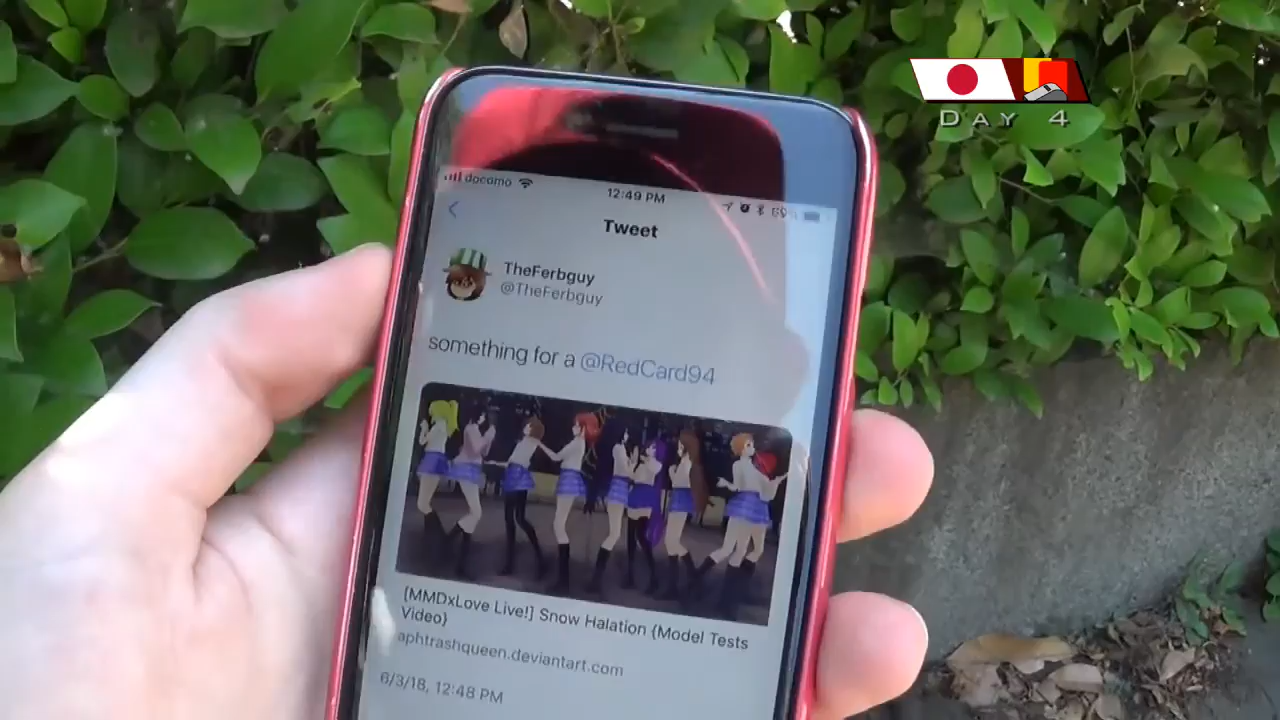 DAY 4
docomo
12:49 PM
Tweet
TheFerbguy
@TheFerbguy
something for a @RedCard94
[MMDxLove Live!] Snow Halation {Model Tests
Video}
aphtrashqueen.deviantart.com
6/3/18, 12:48 PM